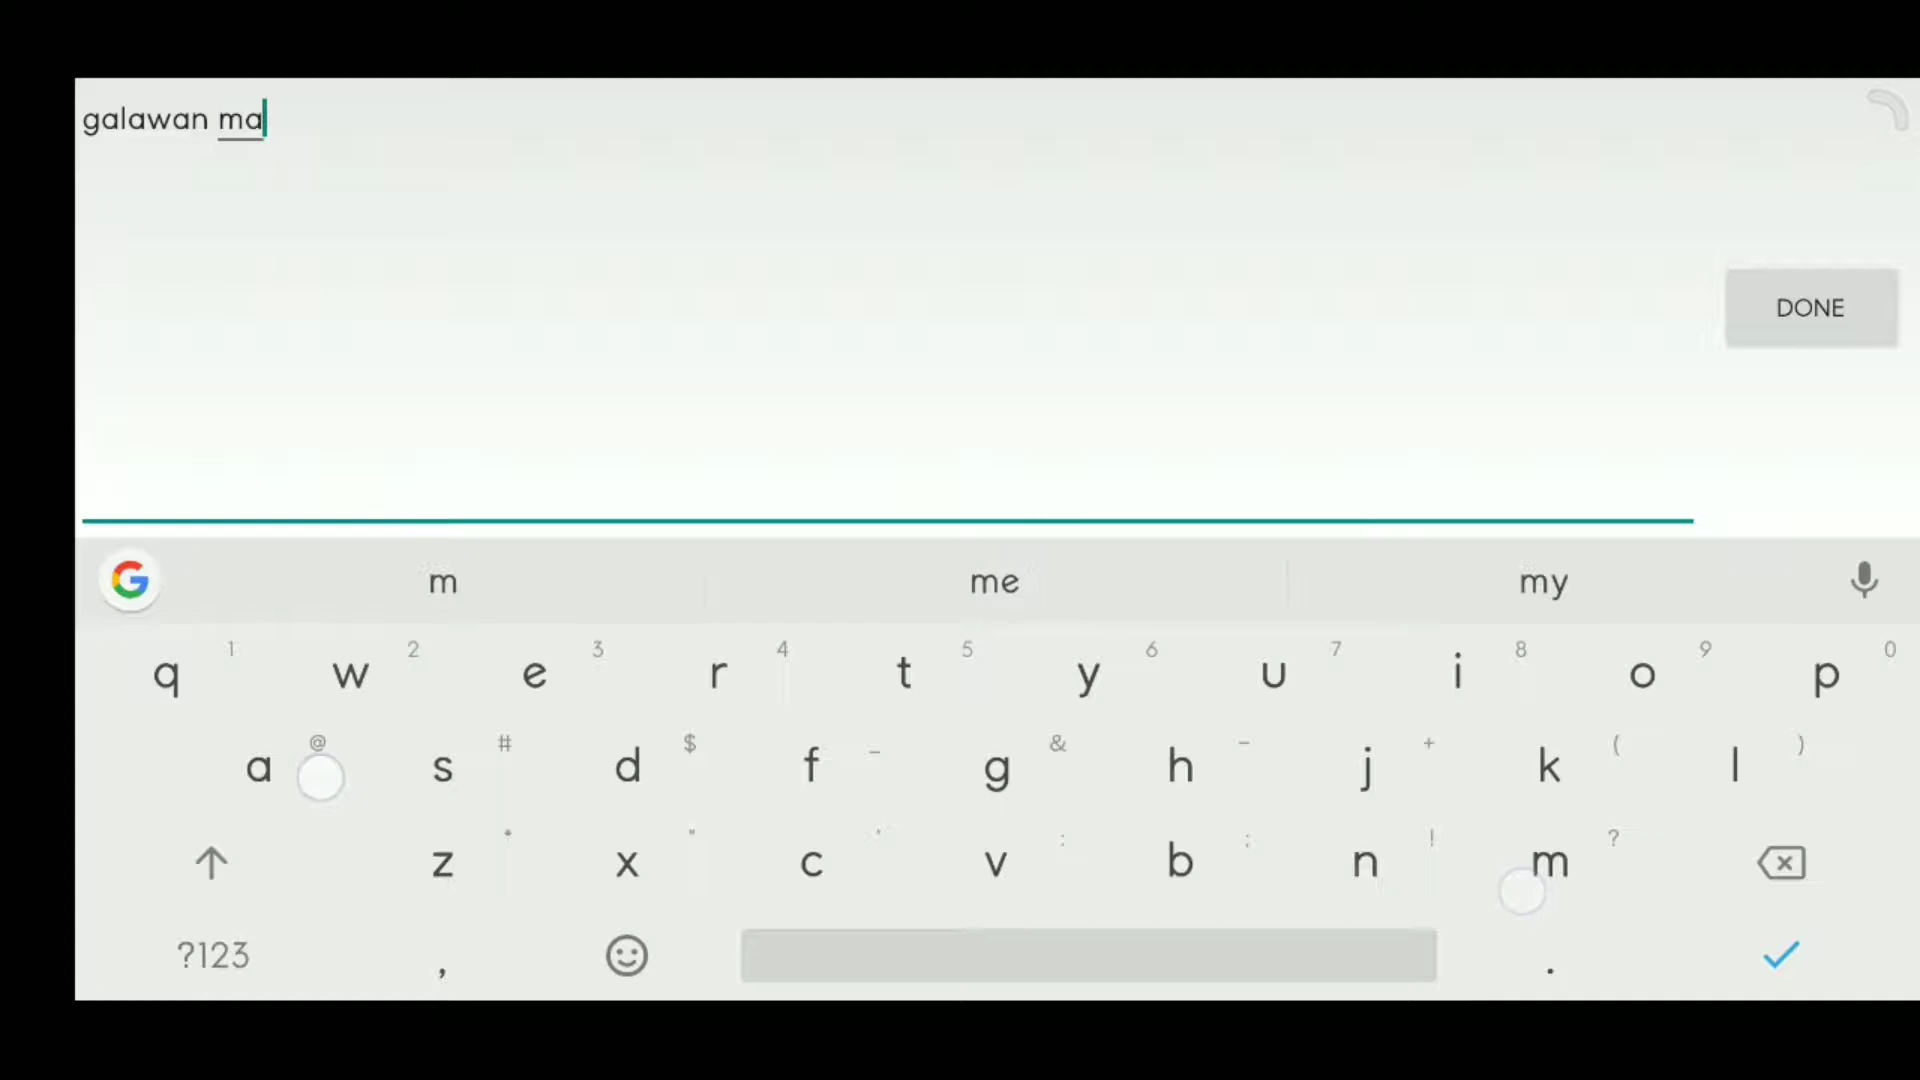 galawan ma
DONE
G m me my
1 2 3 4 5 6 7 8 9 0
q w e r t y u i o p
@ # $ _ & - + ( )
a s d f g h j k l
* " ' : ; ! ?
z x c v b n m
?123 , .